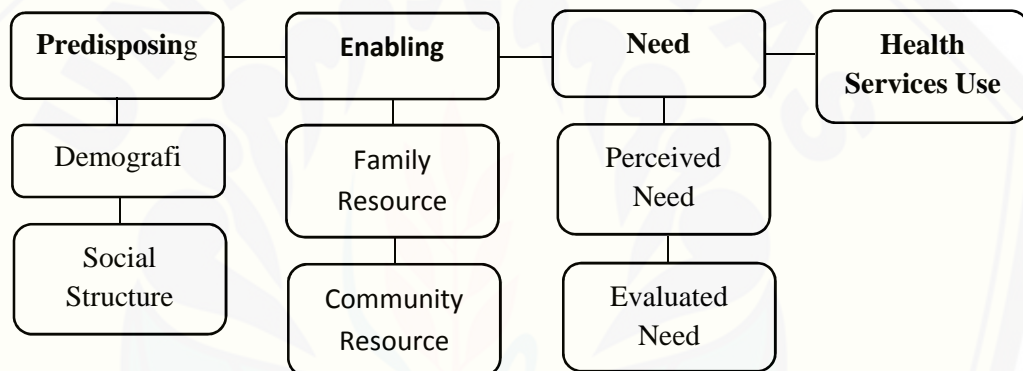 Predisposing
Enabling
Need
Health
Services Use
Demografi
Family
Resource
Perceived
Need
Social
Structure
Community
Resource
Evaluated
Need